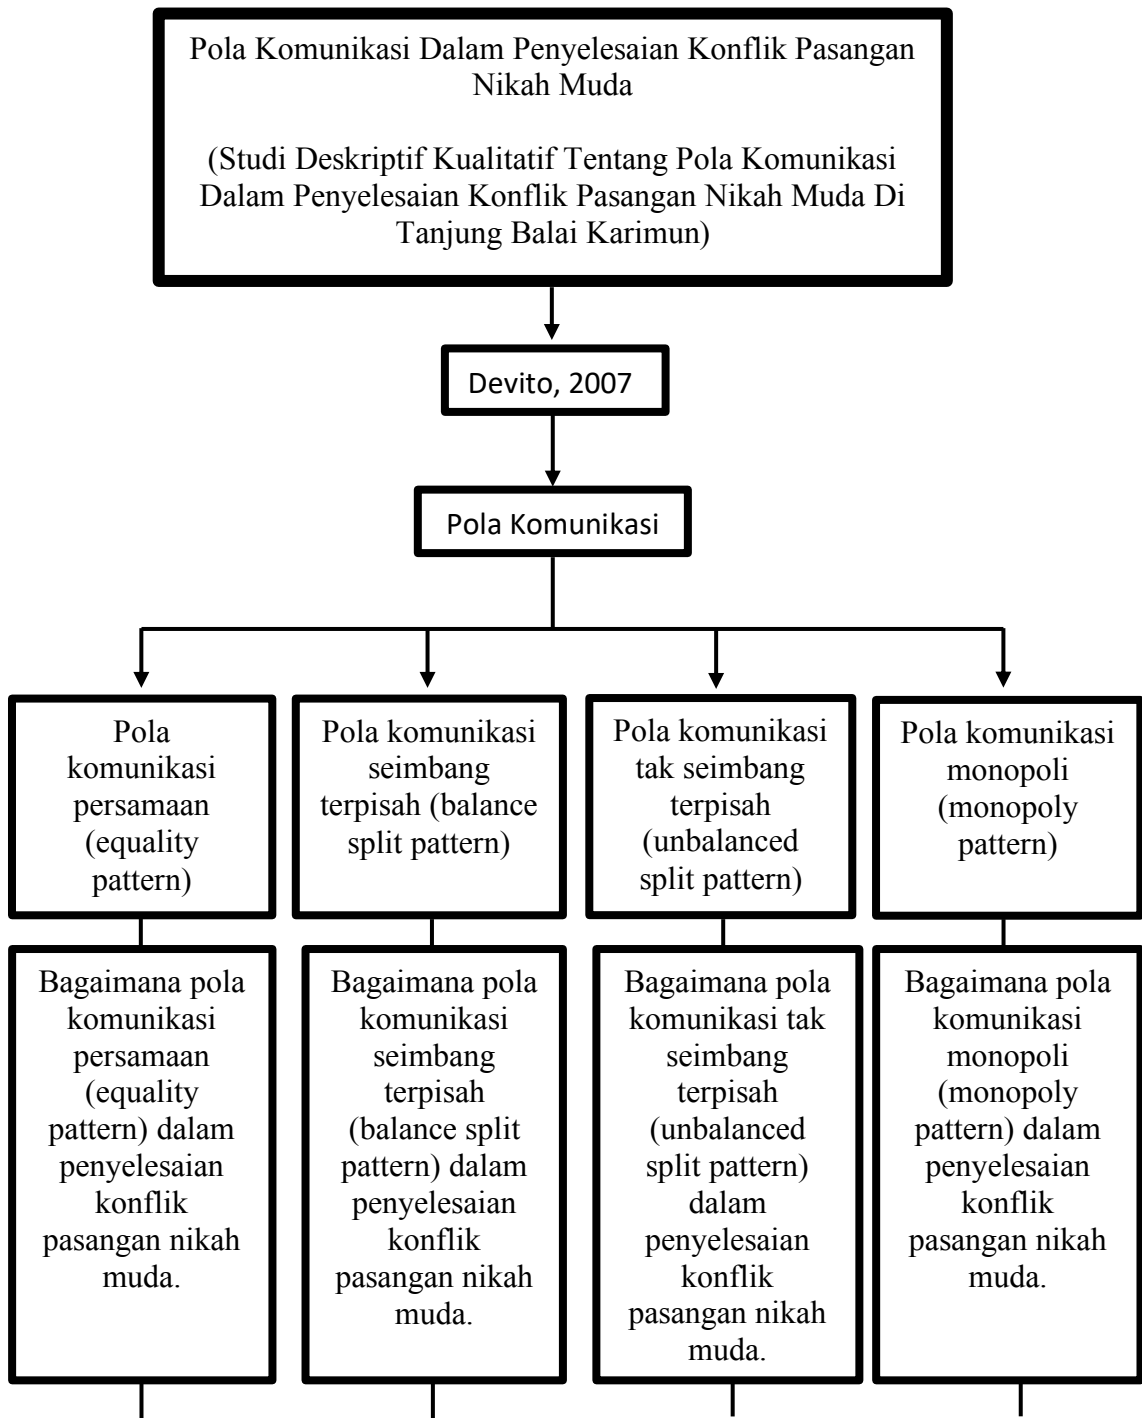 Pola Komunikasi Dalam Penyelesaian Konflik Pasangan
Nikah Muda
(Studi Deskriptif Kualitatif Tentang Pola Komunikasi
Dalam Penyelesaian Konflik Pasangan Nikah Muda Di
Tanjung Balai Karimun)
Devito, 2007
Pola Komunikasi
Pola
komunikasi
persamaan
(equality
pattern)
Pola komunikasi
seimbang
terpisah (balance
split pattern)
Pola komunikasi
tak seimbang
terpisah
(unbalanced
split pattern)
Pola komunikasi
monopoli
(monopoly
pattern)
Bagaimana pola
komunikasi
persamaan
(equality
pattern) dalam
penyelesaian
konflik
pasangan nikah
muda.
Bagaimana pola
komunikasi
seimbang
terpisah
(balance split
pattern) dalam
penyelesaian
konflik
pasangan nikah
muda.
Bagaimana pola
komunikasi tak
seimbang
terpisah
(unbalanced
split pattern)
dalam
penyelesaian
konflik
pasangan nikah
muda.
Bagaimana pola
komunikasi
monopoli
(monopoly
pattern) dalam
penyelesaian
konflik
pasangan nikah
muda.